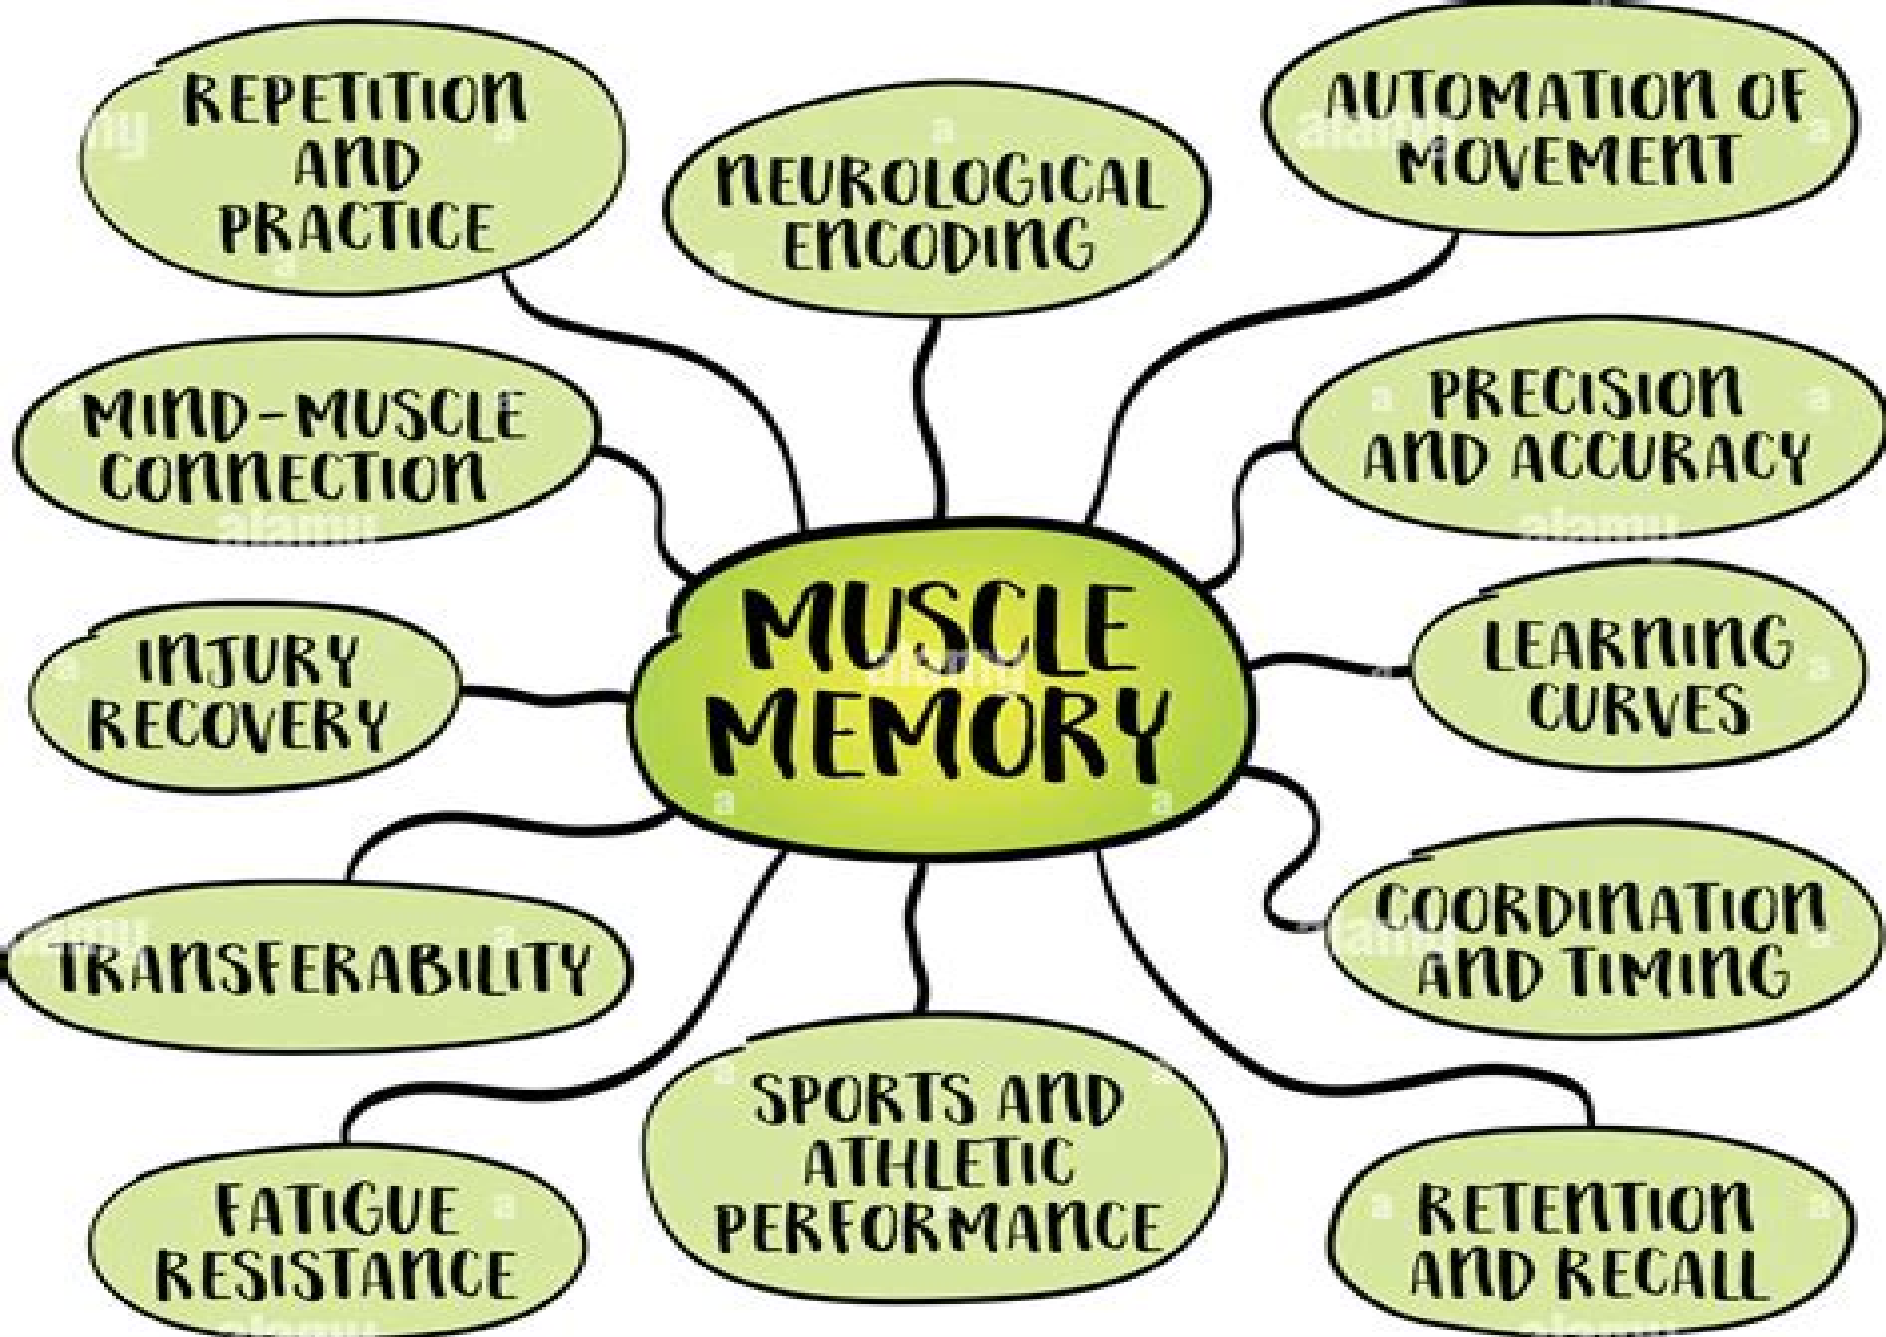 REPETITION
AND
PRACTICE
NEUROLOGICAL
ENCODING
AUTOMATION OF
MOVEMENT
MIND-MUSCLE
CONNECTION
PRECISION
AND ACCURACY
MUSCLE
MEMORY
INJURY
RECOVERY
LEARNING
CURVES
TRANSFERABILITY
COORDINATION
AND TIMING
FATIGUE
RESISTANCE
SPORTS AND
ATHLETIC
PERFORMANCE
RETENTION
AND RECALL
alamy